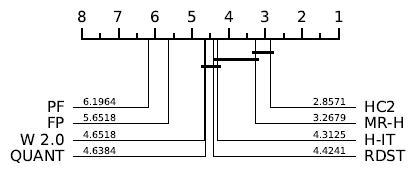 8 7 6 5 4 3 2 1
PF 6.1964 2.8571 HC2
FP 5.6518 3.2679 MR-H
W 2.0 4.6518 4.3125 H-IT
QUANT 4.6384 4.4241 RDST